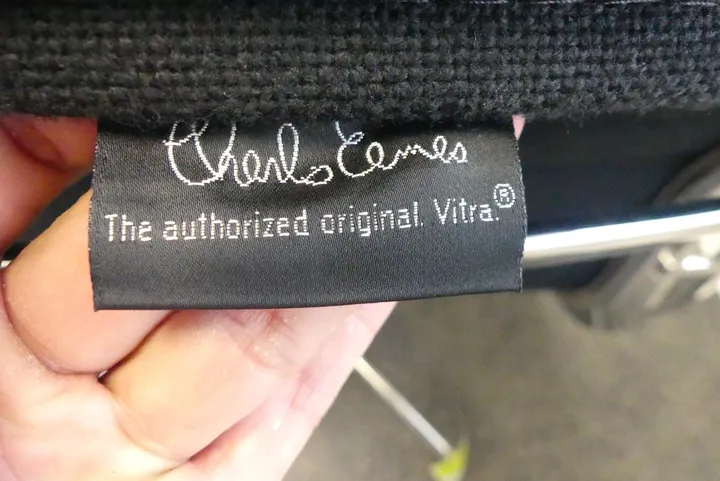 Charles Eames
The authorized original. Vitra.®